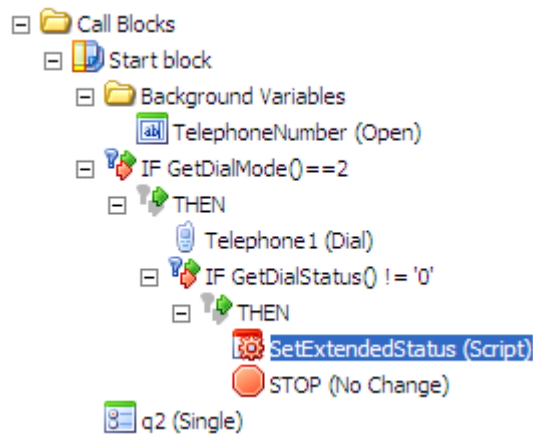 Call Blocks
Start block
Background Variables
TelephoneNumber (Open)
IF GetDialMode()==2
THEN
Telephone1 (Dial)
IF GetDialStatus() != '0'
THEN
SetExtendedStatus (Script)
STOP (No Change)
q2 (Single)